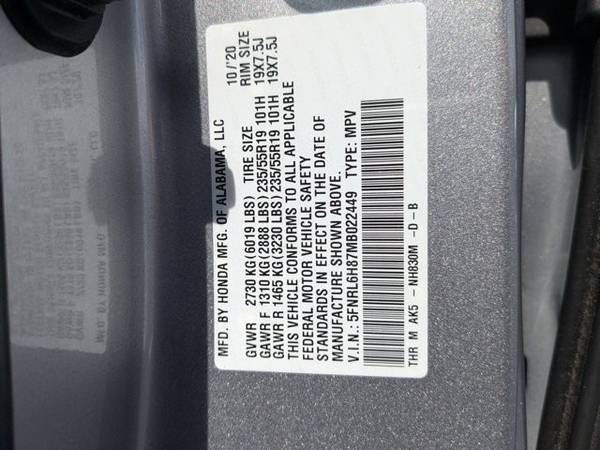 MFD. BY HONDA MFG. OF ALABAMA, LLC 10/'20
GVWR 2730 KG(6019 LBS) TIRE SIZE RIM SIZE
GAWR F 1310 KG(2888 LBS) 235/55R19 101H 19X7.5J
GAWR R 1465 KG(3230 LBS) 235/55R19 101H 19X7.5J
THIS VEHICLE CONFORMS TO ALL APPLICABLE
FEDERAL MOTOR VEHICLE SAFETY
STANDARDS IN EFFECT ON THE DATE OF
MANUFACTURE SHOWN ABOVE.
V.I.N.: 5FNRL6H87MB022449 TYPE: MPV
THR M AK5 - NH830M -D-B